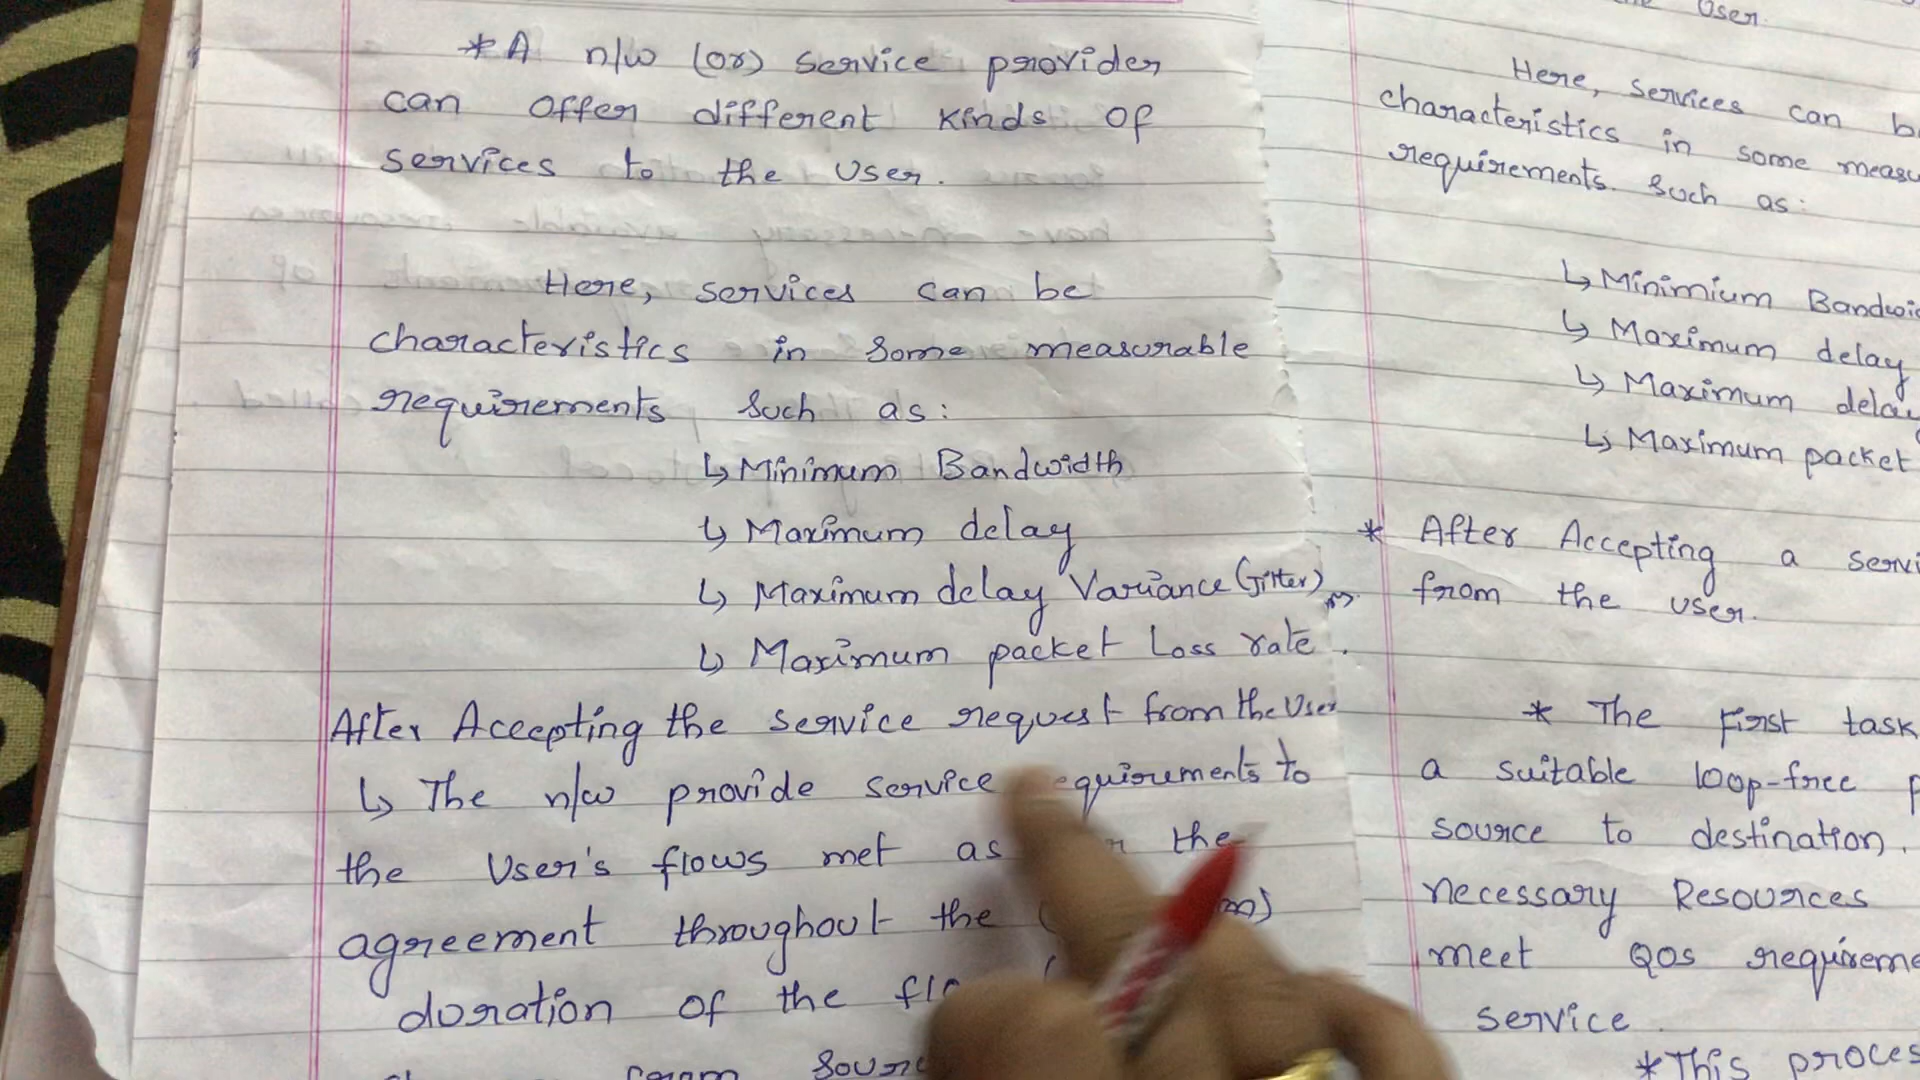 *A n/w (or) Service provider
can offer different kinds of
services to the User.
Here, services can be
characteristics in some measurable
requirements such as:
↳ Minimum Bandwidth
↳ Maximum delay
↳ Maximum delay Variance (Jitter)
↳ Maximum packet Loss rate.
After Accepting the service request from the User
↳ The n/w provide service requirements to
the User's flows met as the
agreement throughout the
duration of the
User.
Here, services can
characteristics in some
requirements. Such as:
↳ Minimium
↳ Maximum delay
↳ Maximum
↳ Maximum packet
* After Accepting a
from the user.
* The First task
a suitable loop-free
source to destination.
necessary Resources
meet QOS
service.
*This